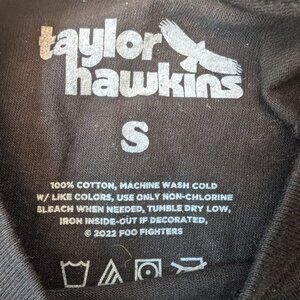 taylor
hawkins
S
100% COTTON, MACHINE WASH COLD
W/ LIKE COLORS, USE ONLY NON-CHLORINE
BLEACH WHEN NEEDED, TUMBLE DRY LOW,
IRON INSIDE-OUT IF DECORATED.
© 2022 FOO FIGHTERS